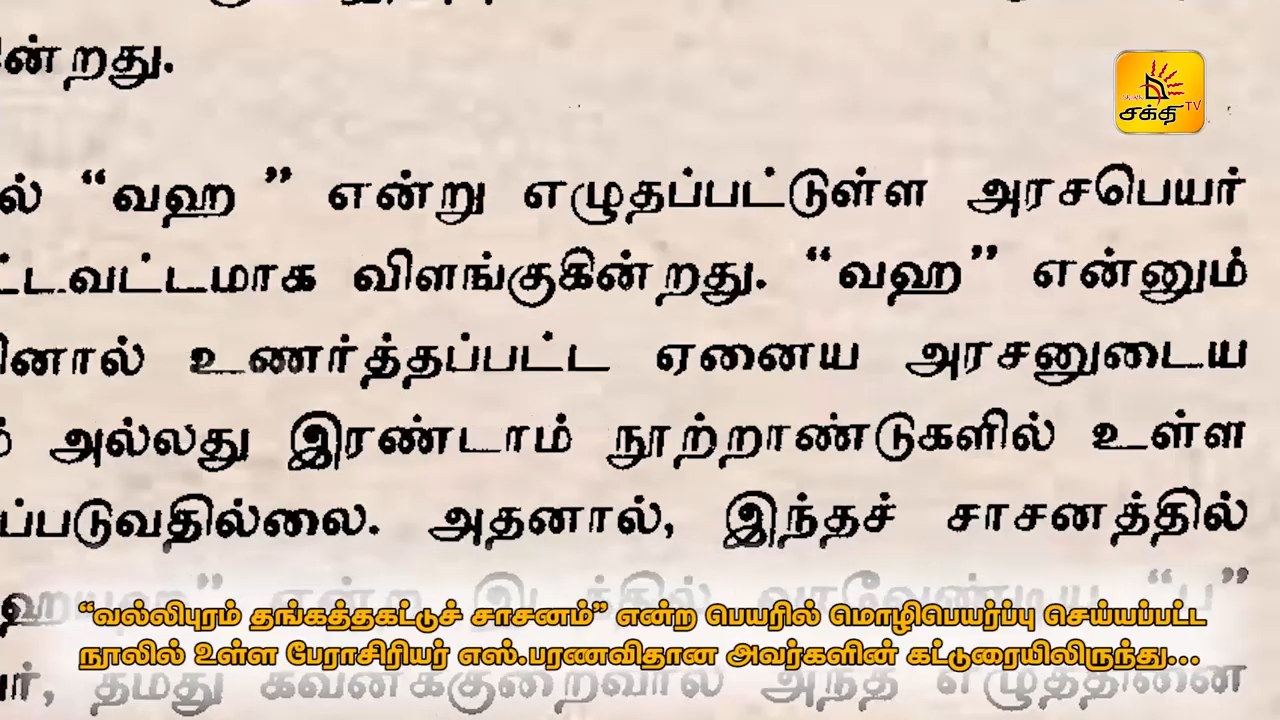 ன்றது.
சக்தி TV
ல் “வஹ ” என்று எழுதப்பட்டுள்ள அரசபெயர்
ட்டவட்டமாக விளங்குகின்றது. “வஹ” என்னும்
னால் உணர்த்தப்பட்ட ஏனைய அரசனுடைய
அல்லது இரண்டாம் நூற்றாண்டுகளில் உள்ள
ப்படுவதில்லை. அதனால், இந்தச் சாசனத்தில்
“வல்லிபுரம் தங்கத்தகட்டுச் சாசனம்” என்ற பெயரில் மொழிபெயர்ப்பு செய்யப்பட்ட
நூலில் உள்ள பேராசிரியர் எஸ்.பரணவிதான அவர்களின் கட்டுரையிலிருந்து...
தமது கவனக்குறைவால் அந்த எழுத்தினை